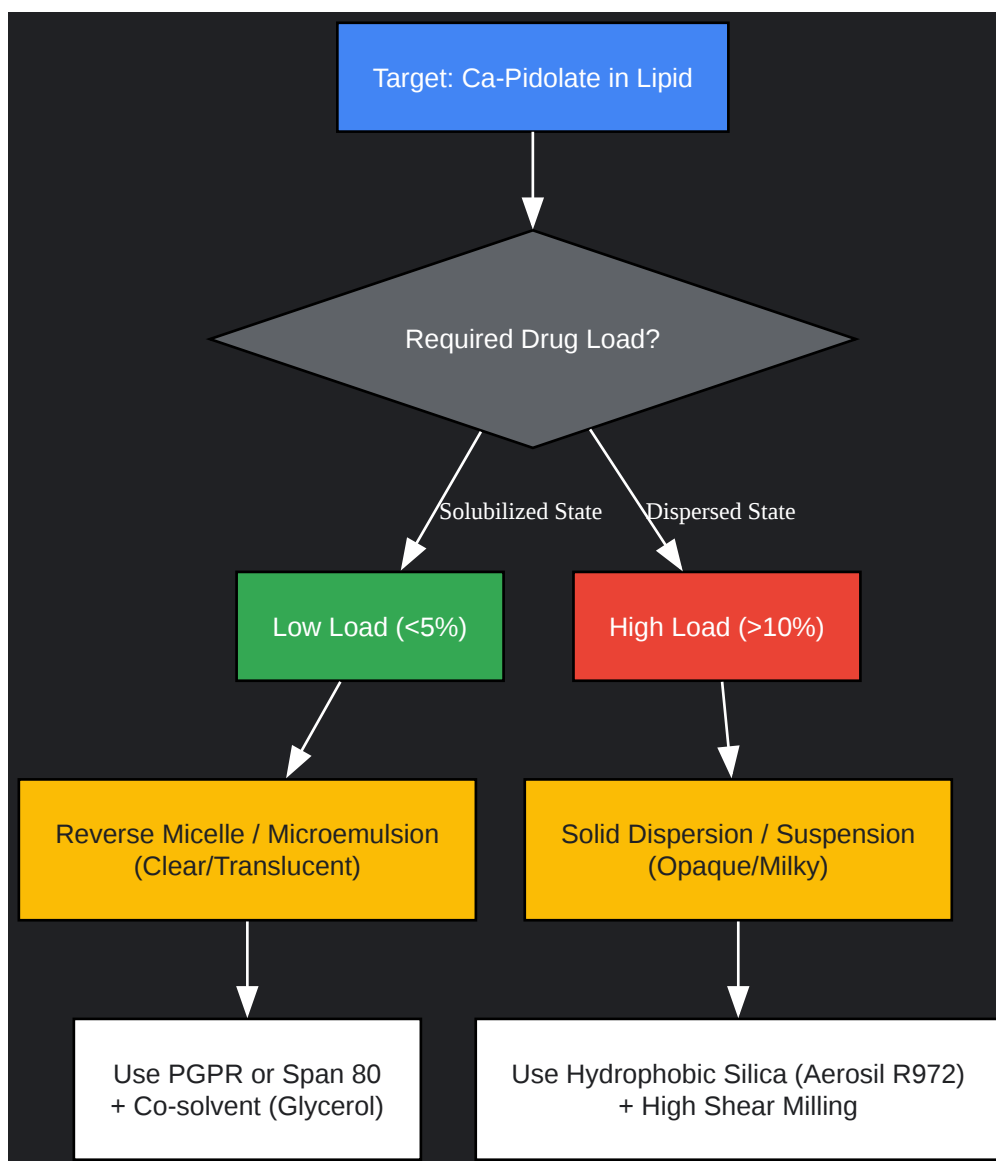 Target: Ca-Pidolate in Lipid
Required Drug Load?
Solubilized State
Dispersed State
Low Load (<5%)
High Load (>10%)
Reverse Micelle / Microemulsion
(Clear/Translucent)
Solid Dispersion / Suspension
(Opaque/Milky)
Use PGPR or Span 80
+ Co-solvent (Glycerol)
Use Hydrophobic Silica (Aerosil R972)
+ High Shear Milling